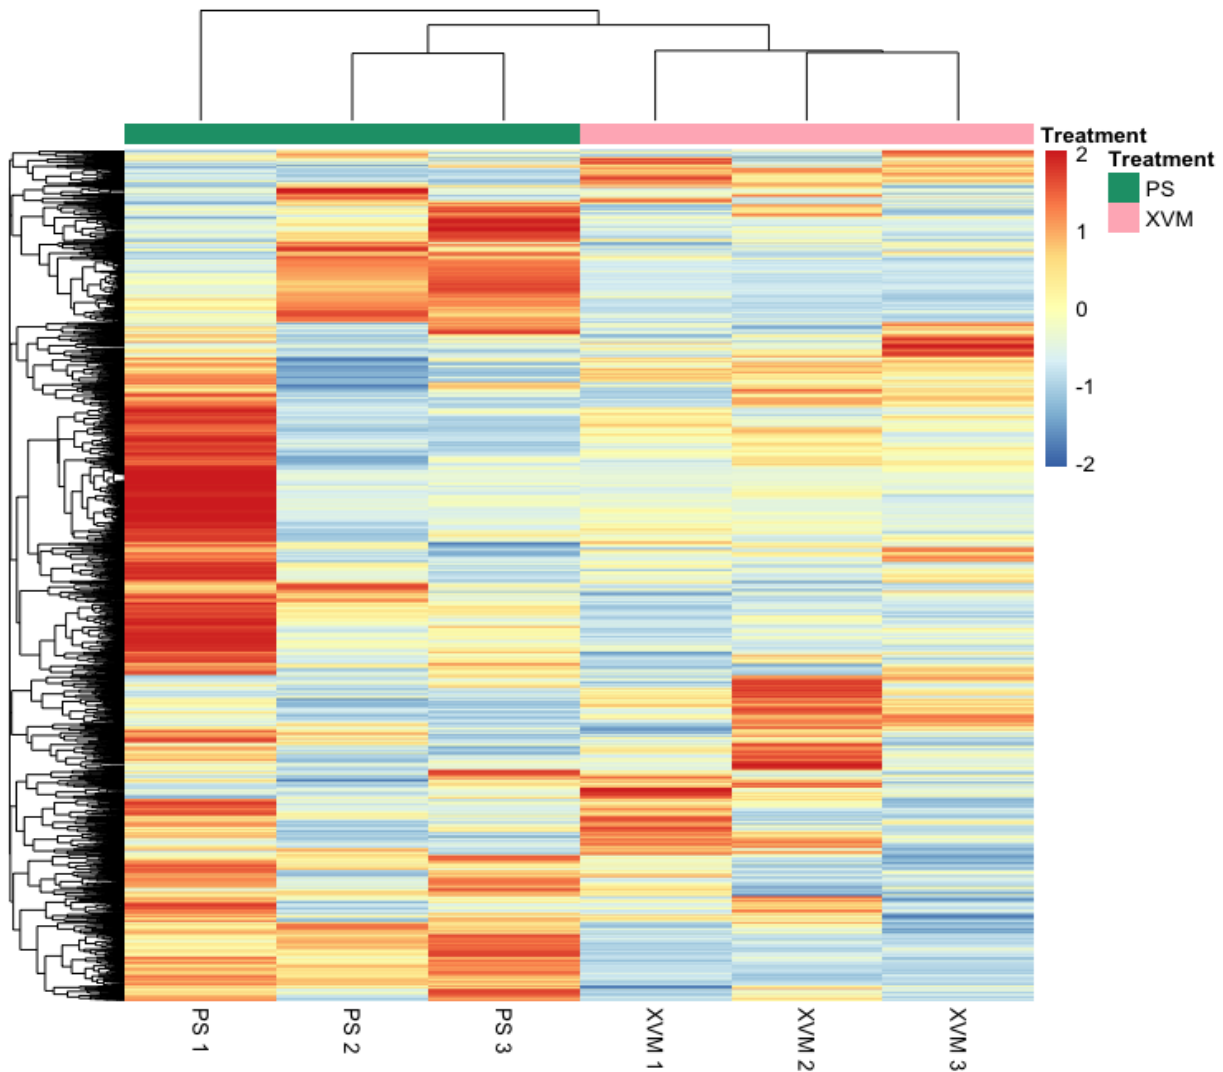 Treatment
2
1
0
-1
-2
Treatment
PS
XVM
PS 1
PS 2
PS 3
XVM 1
XVM 2
XVM 3